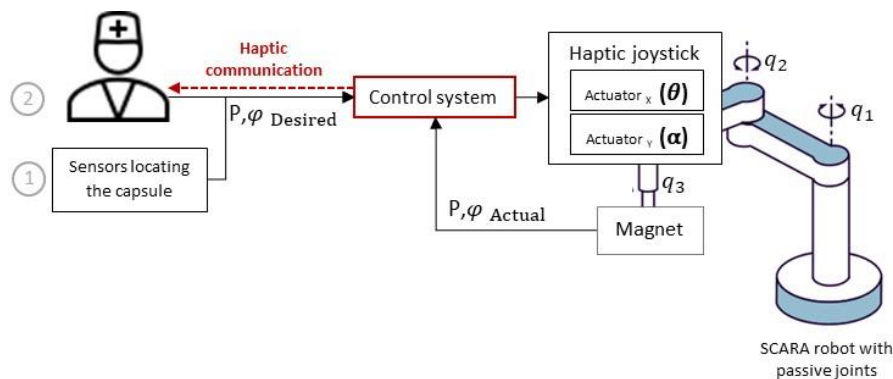 Haptic
communication
2
P,φ Desired
1
Sensors locating
the capsule
Control system
Haptic joystick
Actuator X (θ)
Actuator Y (α)
q₃
P,φ Actual
Magnet
q₂
q₁
SCARA robot with
passive joints